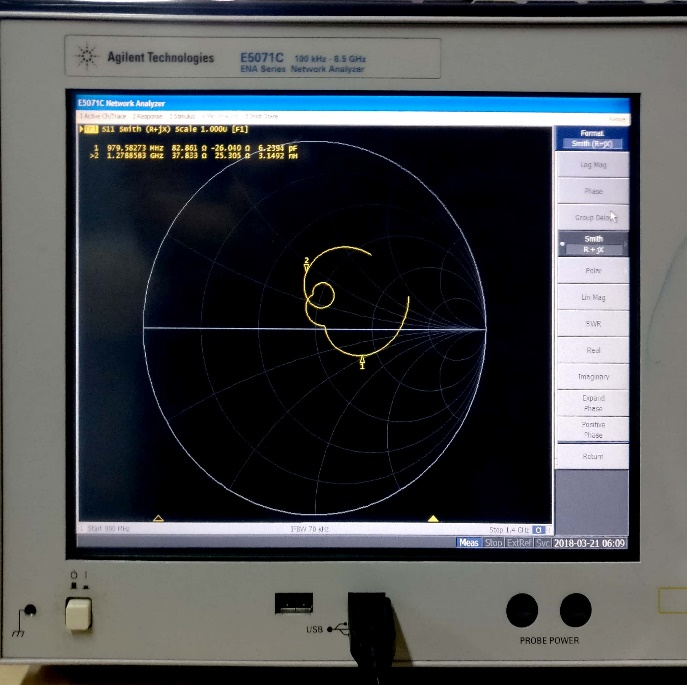 Agilent Technologies
E5071C
100 kHz - 8.5 GHz
ENA Series Network Analyzer
E5071C Network Analyzer
1 Active Ch/Trace 2 Response 3 Stimulus
Tr1 S11 Smith (R+jX) Scale 1.000U [F1]
1 979.58273 MHz 82.861 Ω -26.040 Ω 6.2394 pF
>2 1.2788583 GHz 37.833 Ω 25.305 Ω 3.1492 nH
2
1
Format
Smith (R+jX)
Log Mag
Phase
Group Delay
Smith
R + jX
Polar
Lin Mag
SWR
Real
Imaginary
Expand
Phase
Positive
Phase
Return
1 Start 900 MHz
IFBW 70 kHz
Stop 1.4 GHz
Meas Stop ExtRef Svc 2018-03-21 06:09
USB
PROBE POWER